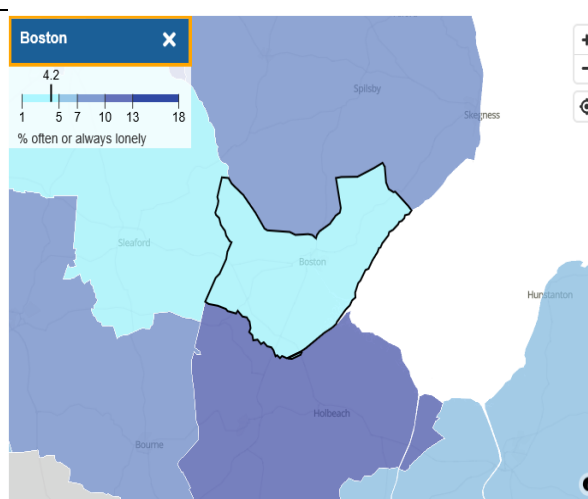 Boston
4.2
1 5 7 10 13 18
% often or always lonely
Spilsby
Skegness
Sleaford
Boston
Hunstanton
Holbeach
Bourne